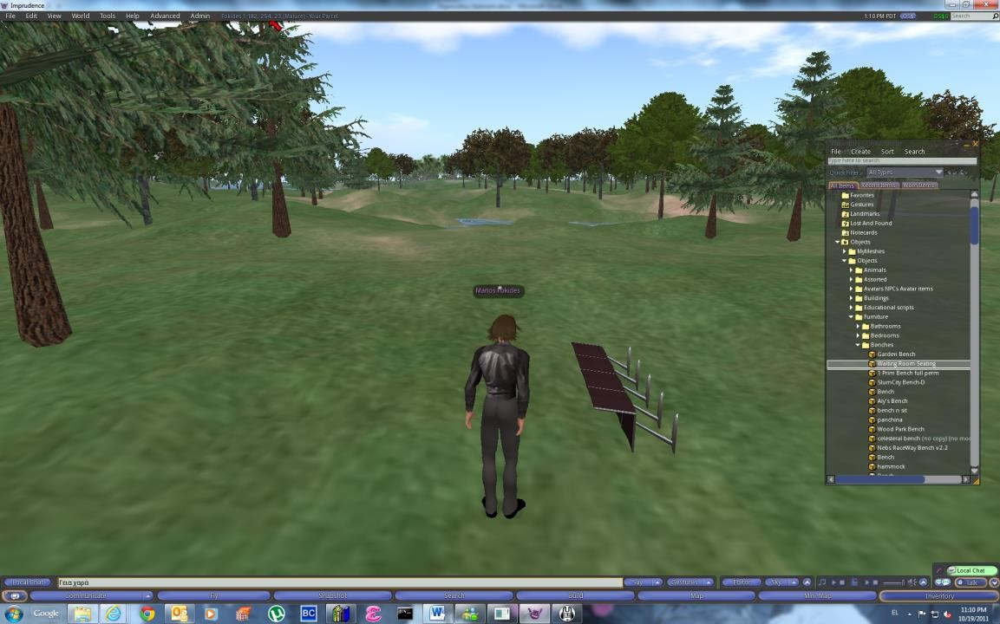 Imprudence
File Edit View World Tools Help Advanced Admin Fokides 1 182, 254, 23 (Mature) - Your Parcel 1:10 PM PDT OS$ OS$ 0 Search
Manos Fokides
File Create Sort Search
Type here to search
Quick Filter: All Types
All Items Recent Items Worn Items
Favorites
Gestures
Landmarks
Lost And Found
Notecards
Objects
MyMeshes
Objects
Animals
Assorted
Avatars NPCs Avatar items
Buildings
Educational scripts
Furniture
Bathrooms
Bedrooms
Benches
Garden Bench
Waiting Room Seating
1 Prim Bench full perm
SlumCity Bench-D
Bench
Aly's Bench
bench n sit
panchina
Wood Park Bench
celesteral bench (no copy) (no mo
Nebs RaceWay Bench v2.2
Bench
hammock
Bench
Local Chat
Local Chat Γεια χαρά Say Gestures Editor Sky Talk
Communicate Fly Snapshot Search Build Map Mini-Map Inventory
Google BC EL 11:10 PM
10/19/2011